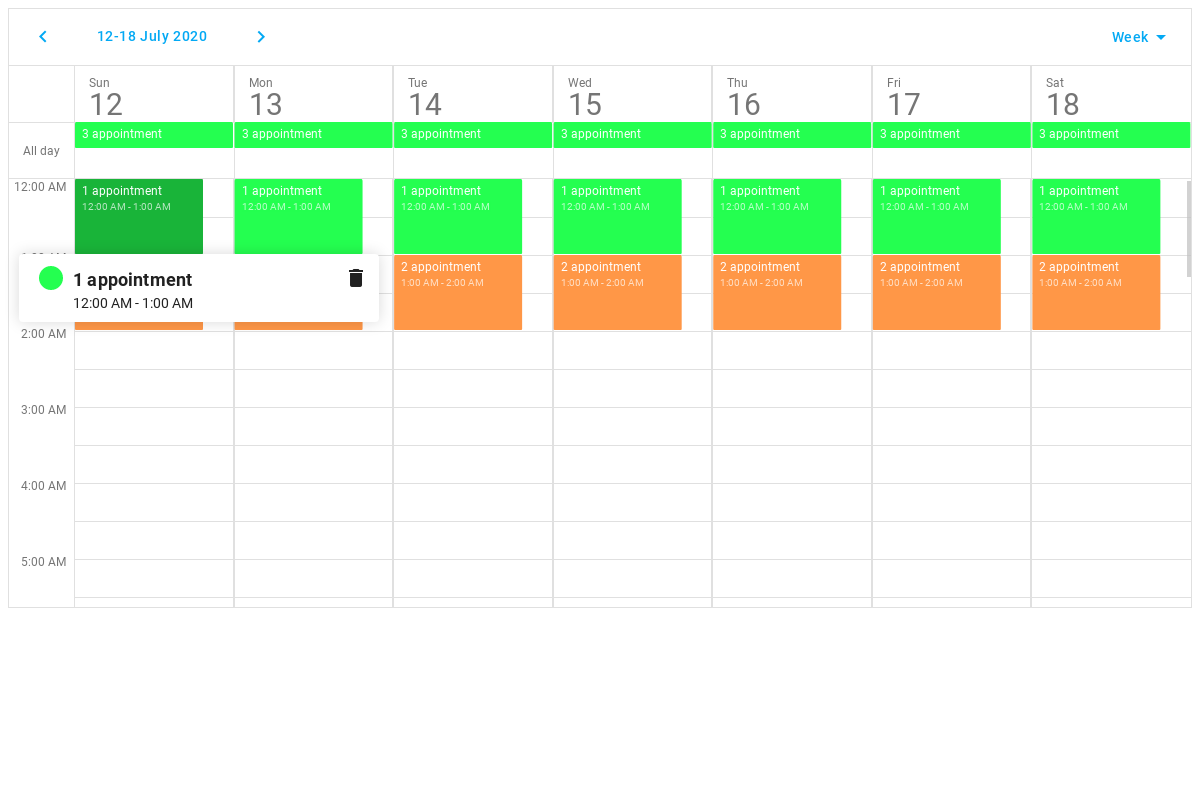 12-18 July 2020
Week
Sun
12
Mon
13
Tue
14
Wed
15
Thu
16
Fri
17
Sat
18
All day
3 appointment
3 appointment
3 appointment
3 appointment
3 appointment
3 appointment
3 appointment
12:00 AM
1 appointment
12:00 AM - 1:00 AM
1 appointment
12:00 AM - 1:00 AM
1 appointment
12:00 AM - 1:00 AM
1 appointment
12:00 AM - 1:00 AM
1 appointment
12:00 AM - 1:00 AM
1 appointment
12:00 AM - 1:00 AM
1 appointment
12:00 AM - 1:00 AM
1 appointment
12:00 AM - 1:00 AM
2 appointment
1:00 AM - 2:00 AM
2 appointment
1:00 AM - 2:00 AM
2 appointment
1:00 AM - 2:00 AM
2 appointment
1:00 AM - 2:00 AM
2 appointment
1:00 AM - 2:00 AM
2:00 AM
3:00 AM
4:00 AM
5:00 AM